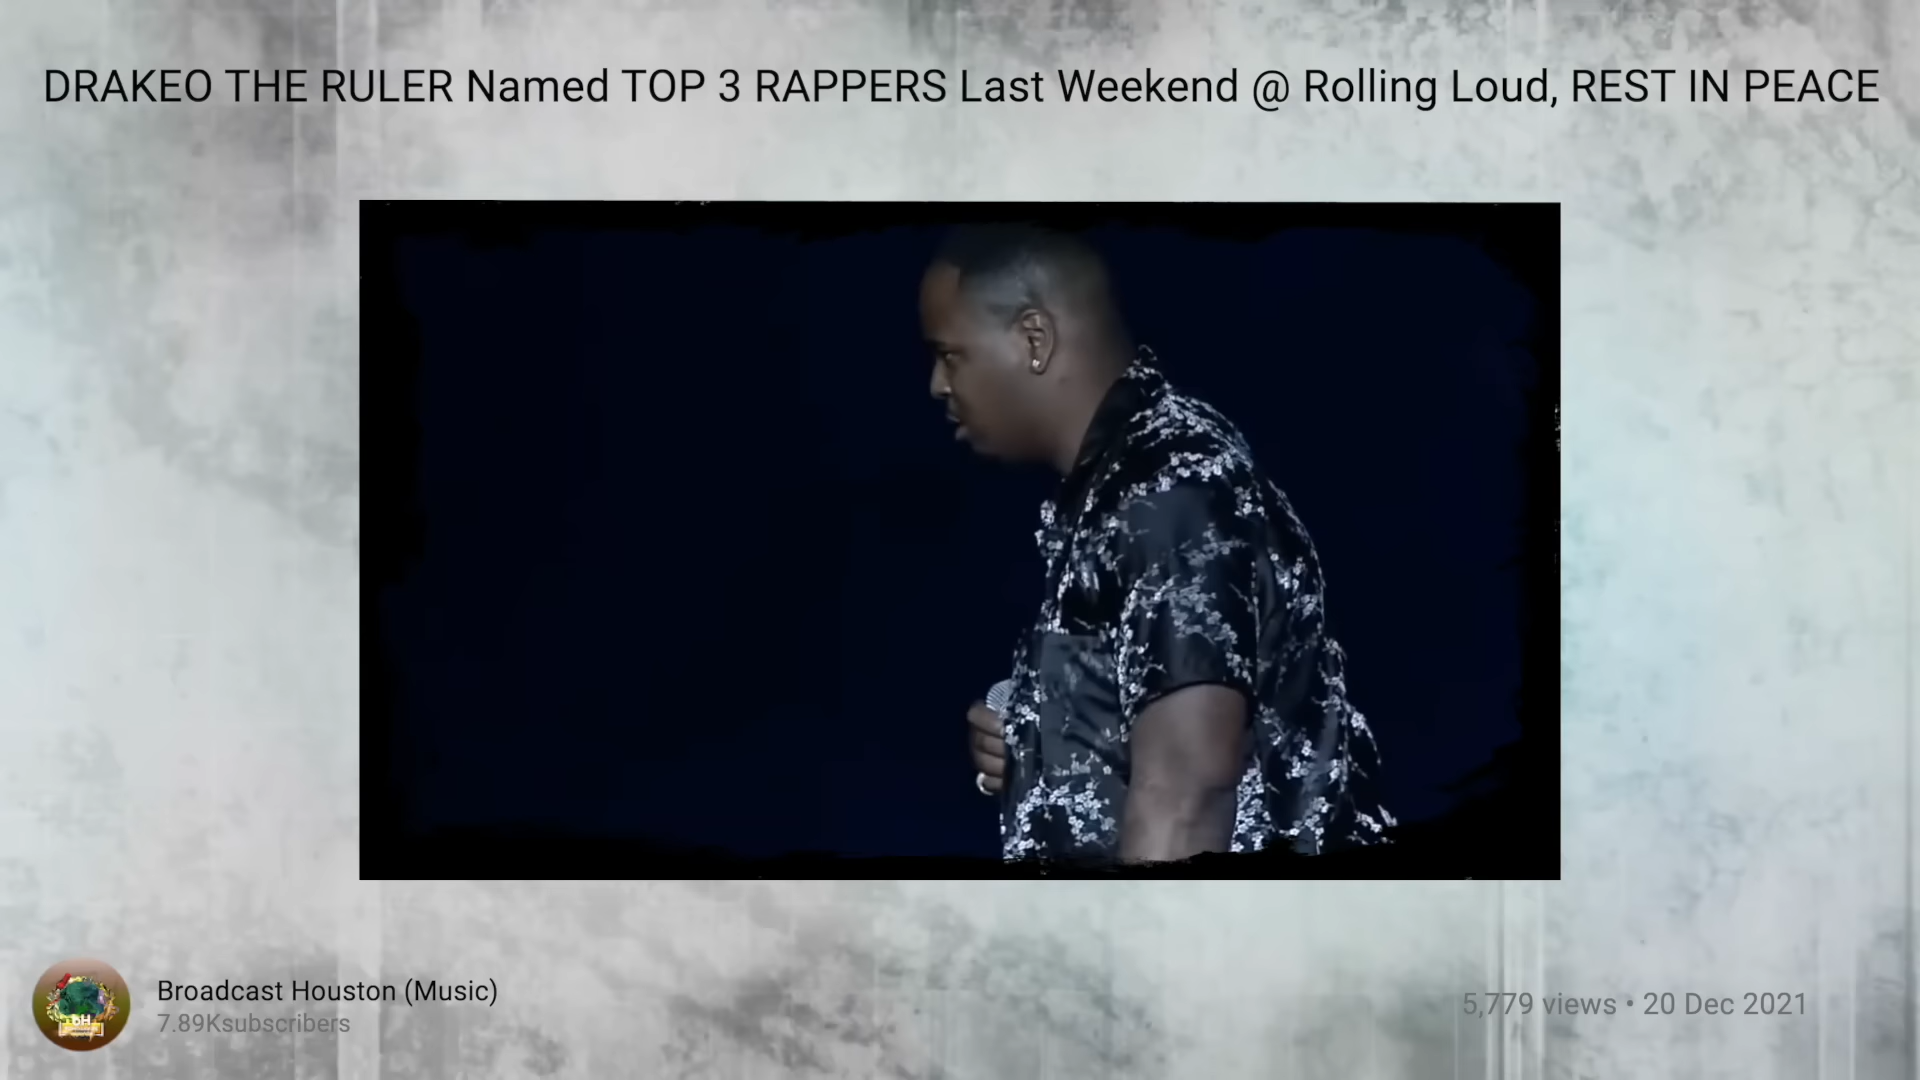 DRAKEO THE RULER Named TOP 3 RAPPERS Last Weekend @ Rolling Loud, REST IN PEACE
bH
Broadcast Houston (Music)
7.89Ksubscribers
5,779 views • 20 Dec 2021